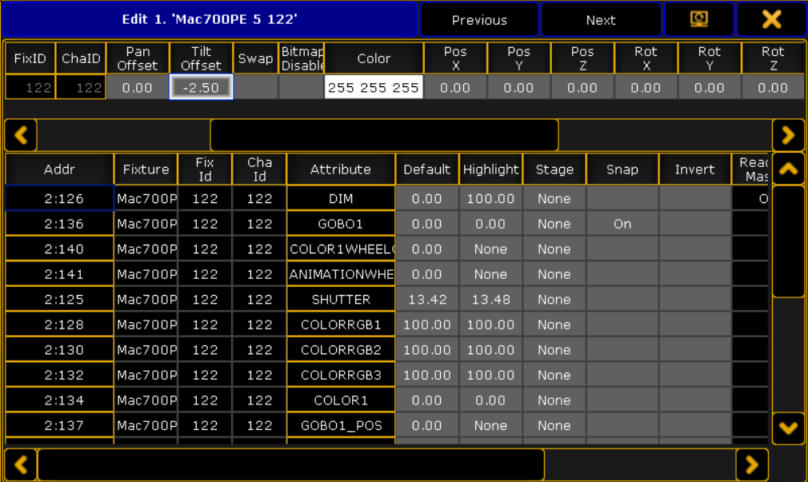 Edit 1. 'Mac700PE 5 122' Previous Next
FixID ChaID Pan Offset Tilt Offset Swap Bitmap Disable Color Pos X Pos Y Pos Z Rot X Rot Y Rot Z
122 122 0.00 -2.50 255 255 255 0.00 0.00 0.00 0.00 0.00 0.00
Addr Fixture Fix Id Cha Id Attribute Default Highlight Stage Snap Invert Reac Mas
2:126 Mac700P 122 122 DIM 0.00 100.00 None O
2:136 Mac700P 122 122 GOBO1 0.00 0.00 None On
2:140 Mac700P 122 122 COLOR1WHEEL 0.00 None None
2:141 Mac700P 122 122 ANIMATIONWHE 0.00 None None
2:125 Mac700P 122 122 SHUTTER 13.42 13.48 None
2:128 Mac700P 122 122 COLORRGB1 100.00 100.00 None
2:130 Mac700P 122 122 COLORRGB2 100.00 100.00 None
2:132 Mac700P 122 122 COLORRGB3 100.00 100.00 None
2:134 Mac700P 122 122 COLOR1 0.00 0.00 None
2:137 Mac700P 122 122 GOBO1_POS 0.00 None None